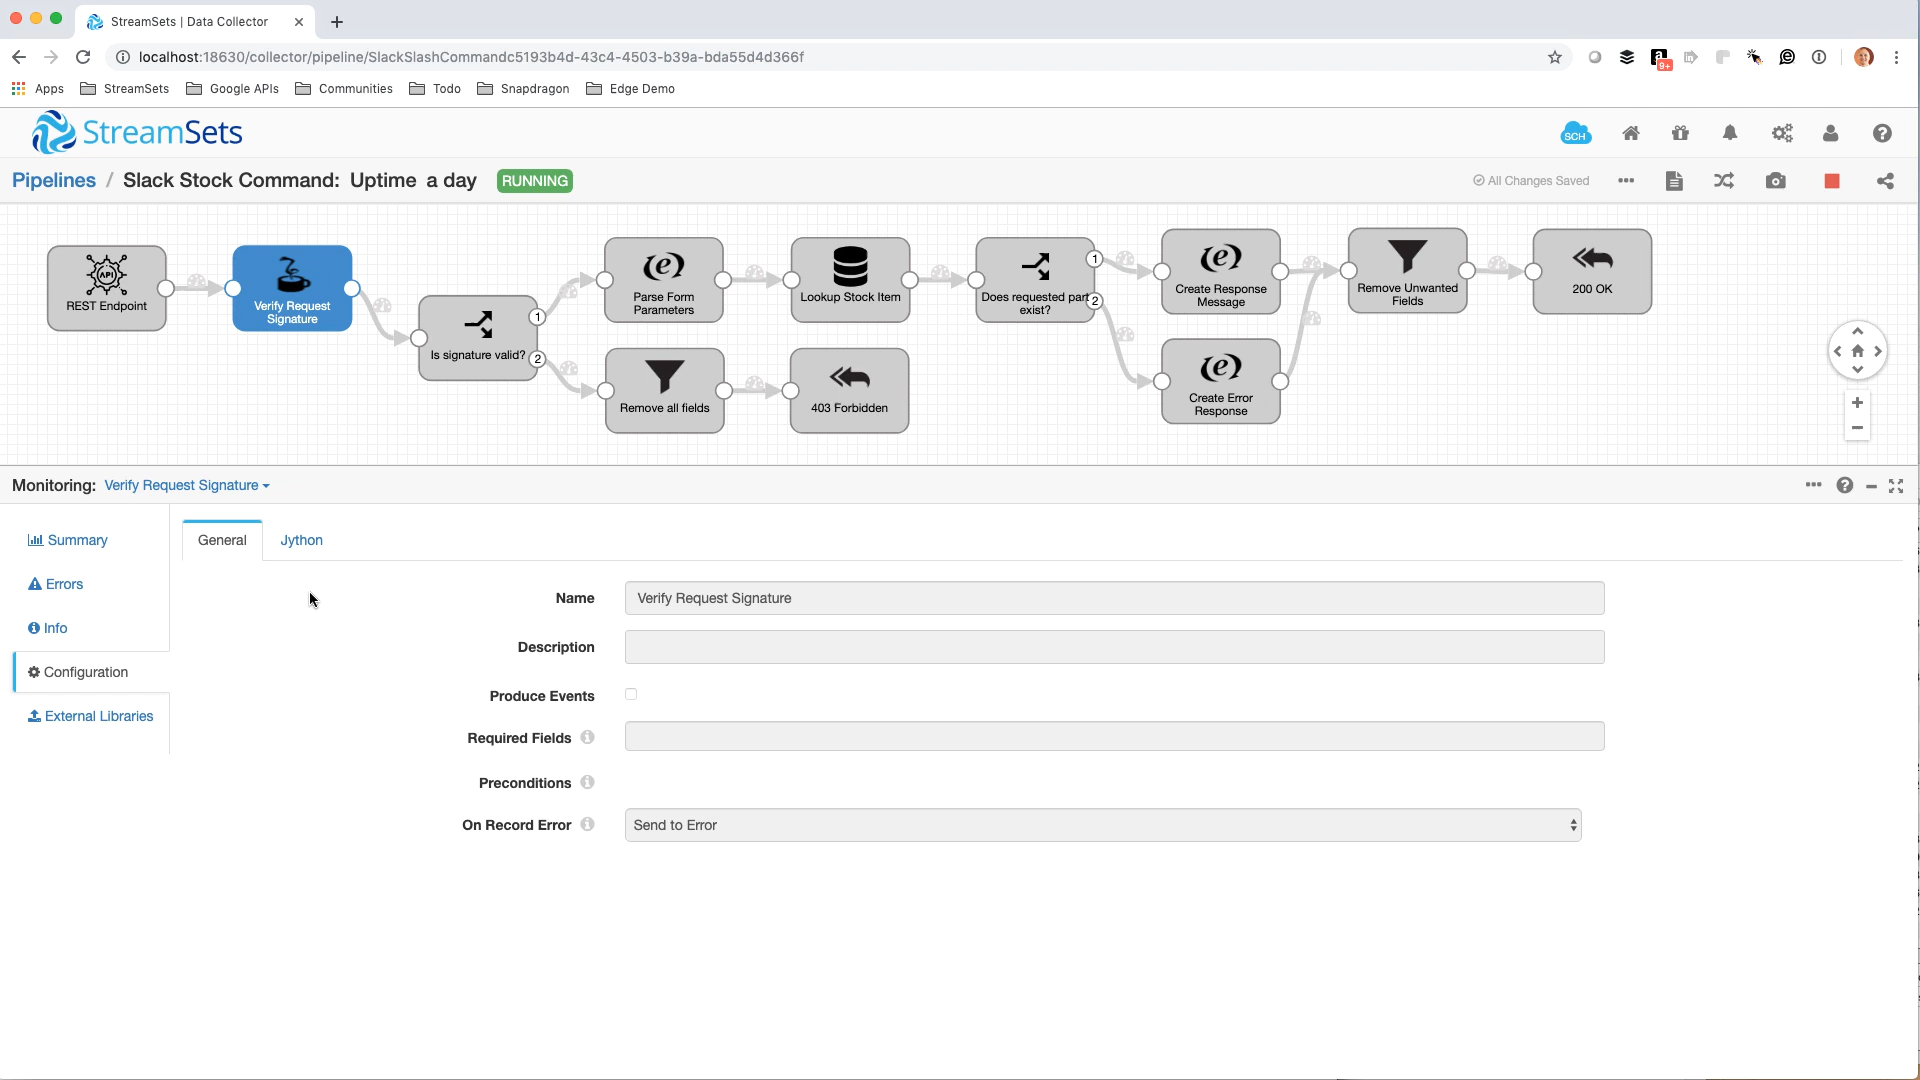 StreamSets | Data Collector
localhost:18630/collector/pipeline/SlackSlashCommandc5193b4d-43c4-4503-b39a-bda55d4d366f
9+
Apps StreamSets Google APIs Communities Todo Snapdragon Edge Demo
StreamSets
SCH
Pipelines / Slack Stock Command: Uptime a day RUNNING
All Changes Saved
API
REST Endpoint
Verify Request
Signature
Is signature valid?
1
2
Parse Form
Parameters
Lookup Stock Item
Does requested part
exist?
1
2
Create Response
Message
Remove Unwanted
Fields
200 OK
Remove all fields
403 Forbidden
Create Error
Response
Monitoring: Verify Request Signature
Summary
Errors
Info
Configuration
External Libraries
General Jython
Name Verify Request Signature
Description
Produce Events
Required Fields
Preconditions
On Record Error Send to Error